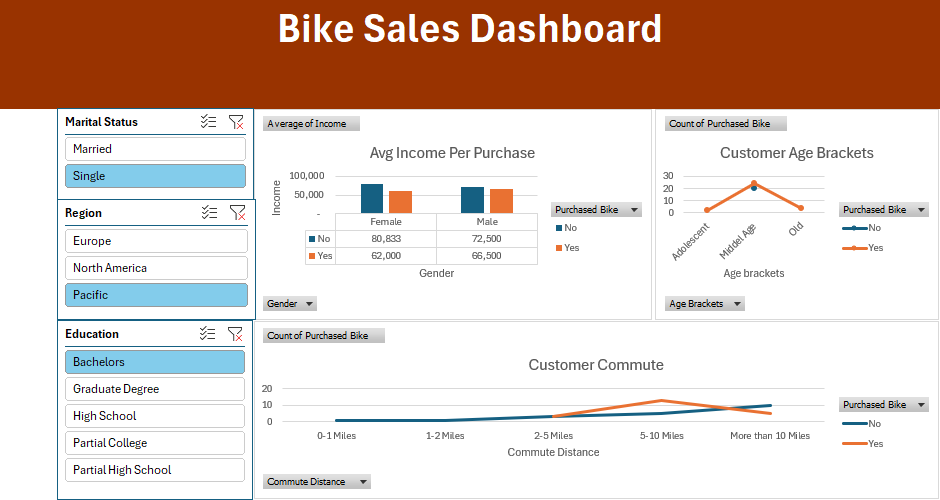 Bike Sales Dashboard
Marital Status
Married
Single
Region
Europe
North America
Pacific
Education
Bachelors
Graduate Degree
High School
Partial College
Partial High School
Average of Income
Avg Income Per Purchase
Income
100,000
50,000
-
Female Male
No 80,833 72,500
Yes 62,000 66,500
Gender
Purchased Bike
No
Yes
Gender
Count of Purchased Bike
Customer Age Brackets
30
20
10
0
Adolescent
Middel Age
Old
Age brackets
Purchased Bike
No
Yes
Age Brackets
Count of Purchased Bike
Customer Commute
20
10
0
0-1 Miles 1-2 Miles 2-5 Miles 5-10 Miles More than 10 Miles
Commute Distance
Purchased Bike
No
Yes
Commute Distance